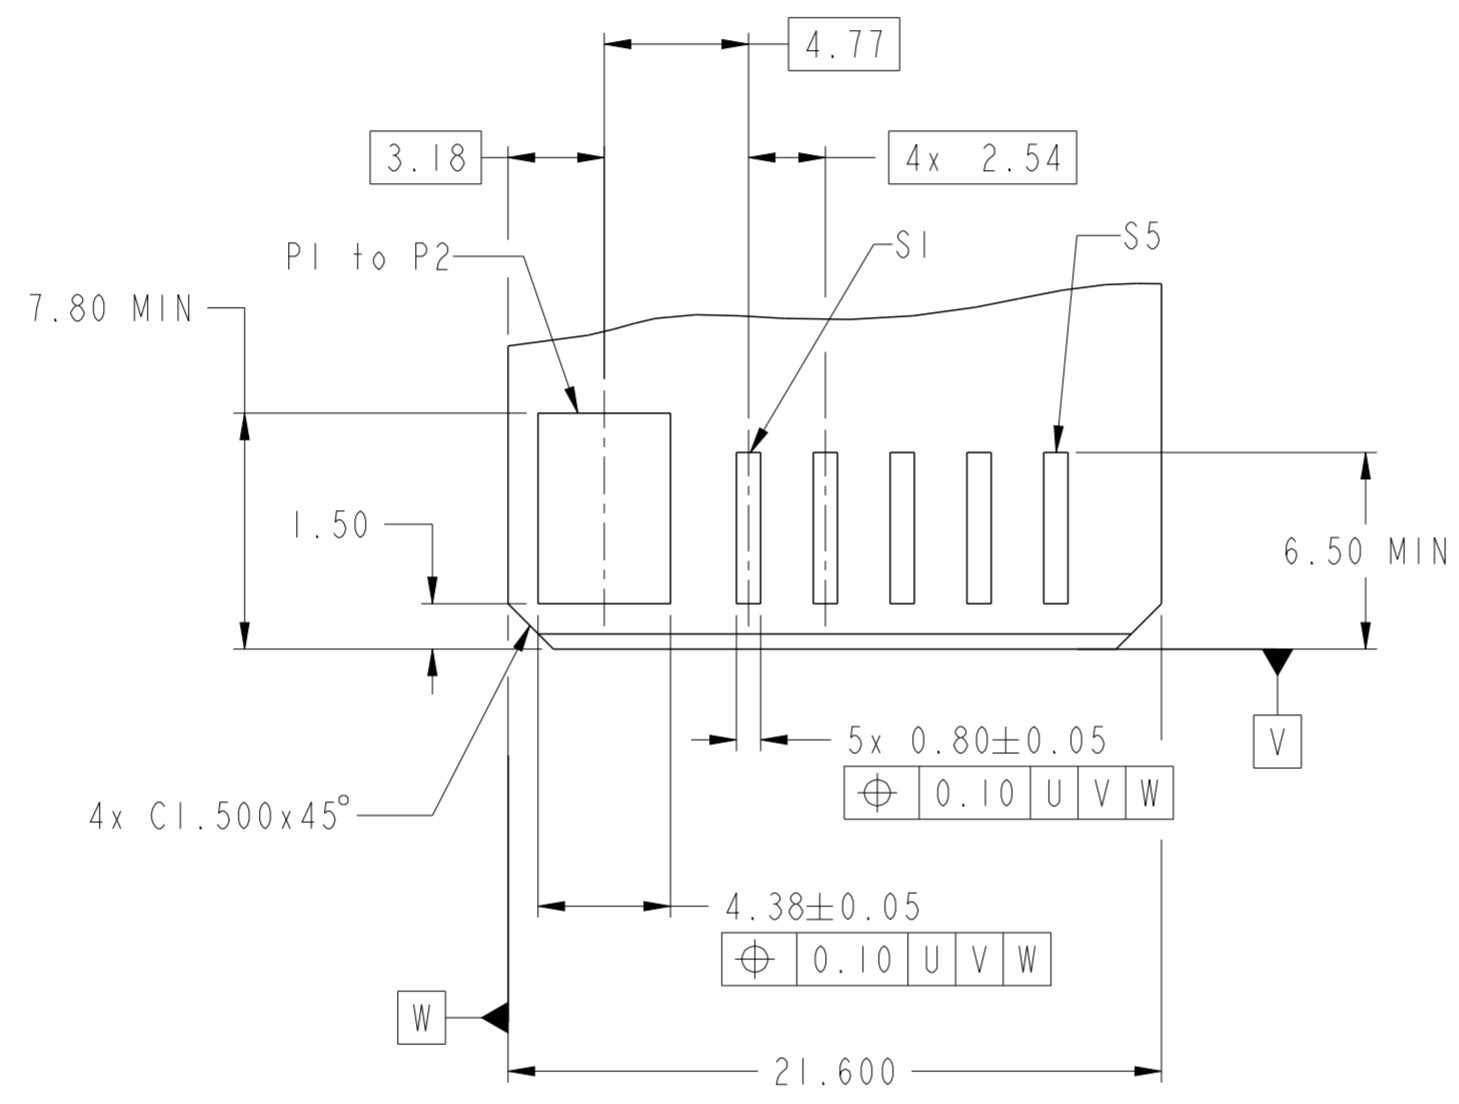 4.77
3.18
4x 2.54
P1 to P2
S1
S5
7.80 MIN
1.50
6.50 MIN
5x 0.80±0.05
V
⌖ 0.10 U V W
4x C1.500x45°
4.38±0.05
⌖ 0.10 U V W
W
21.600